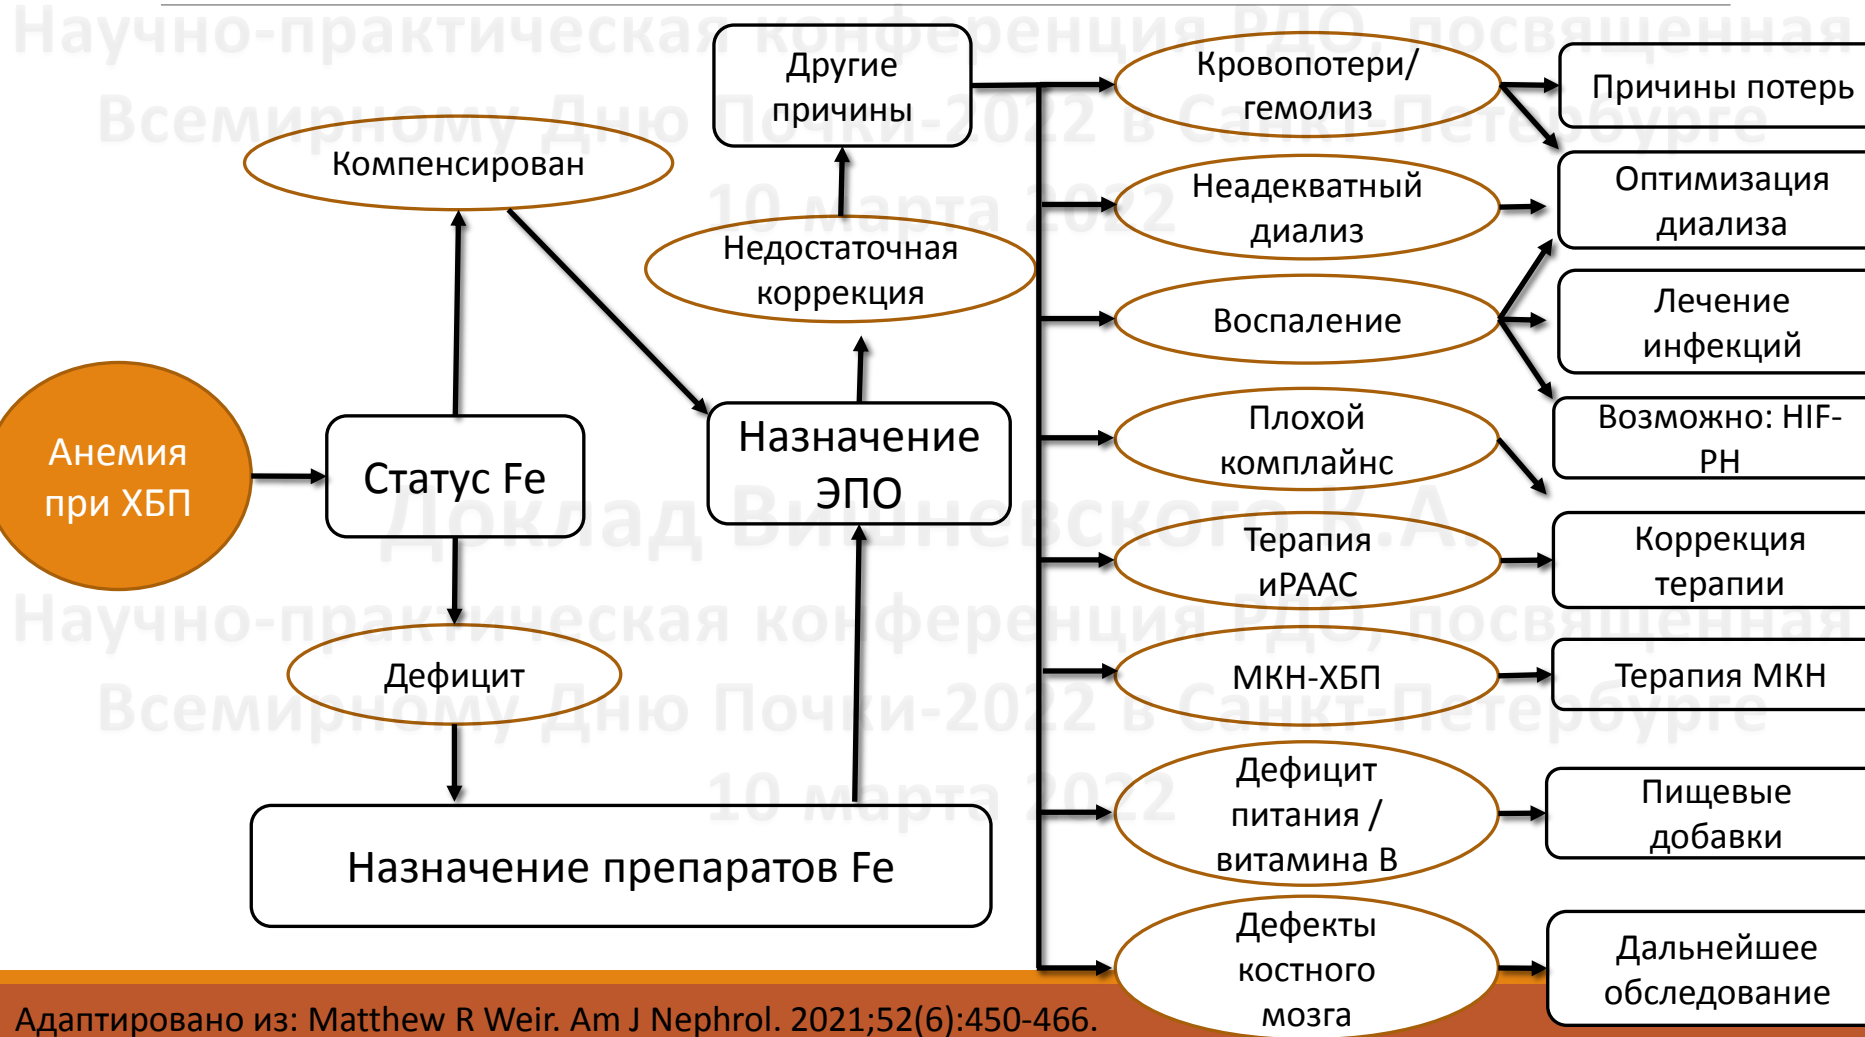 Научно-практическая конференция РДО, посвященная
Всемирному Дню Почки-2022 в Санкт-Петербурге
10 марта 2022
Доклад Вишневского К.А.
Научно-практическая конференция РДО, посвященная
Всемирному Дню Почки-2022 в Санкт-Петербурге
10 марта 2022
Анемия
при ХБП
Статус Fe
Компенсирован
Дефицит
Назначение препаратов Fe
Назначение
ЭПО
Недостаточная
коррекция
Другие
причины
Кровопотери/
гемолиз
Причины потерь
Неадекватный
диализ
Оптимизация
диализа
Воспаление
Лечение
инфекций
Возможно: HIF-
PH
Плохой
комплайнс
Терапия
иРААС
Коррекция
терапии
МКН-ХБП
Терапия МКН
Дефицит
питания /
витамина В
Пищевые
добавки
Дефекты
костного
мозга
Дальнейшее
обследование
Адаптировано из: Matthew R Weir. Am J Nephrol. 2021;52(6):450-466.